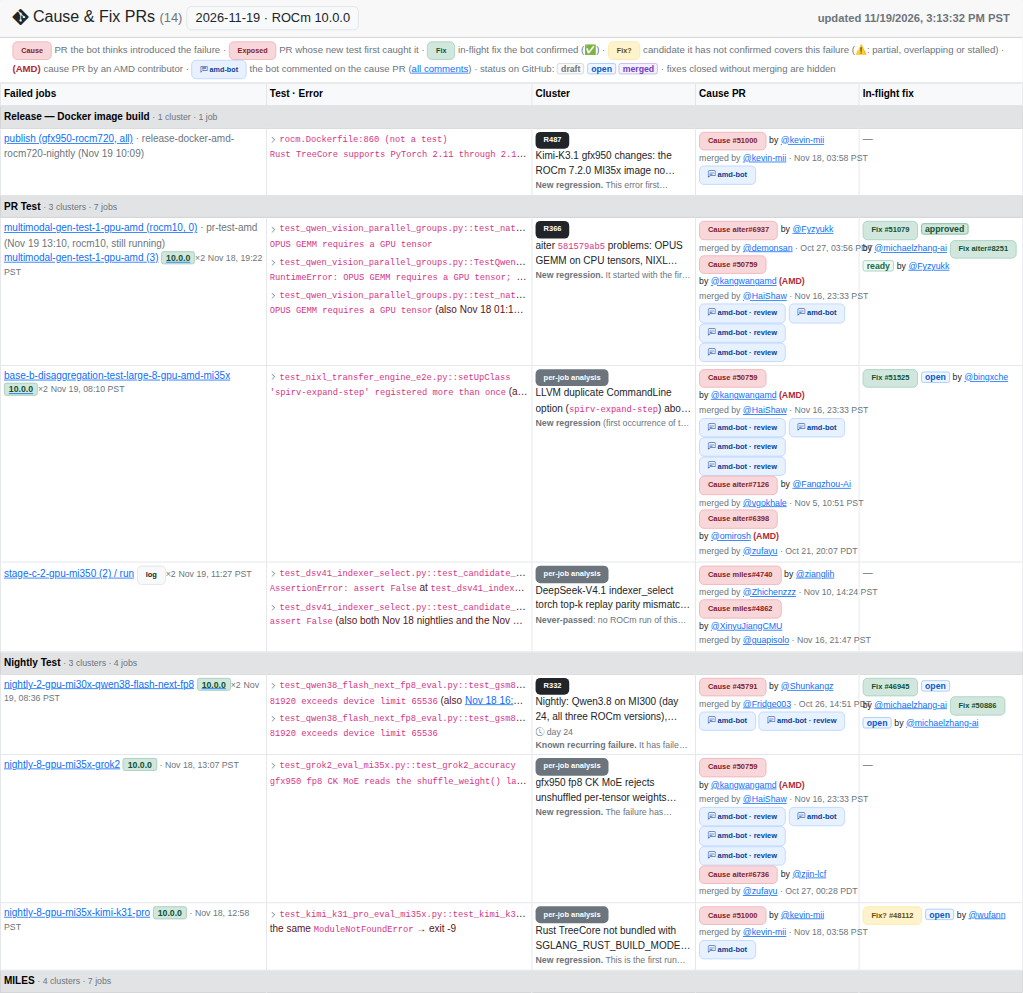 Cause & Fix PRs (14) 2026-11-19 · ROCm 10.0.0 updated 11/19/2026, 3:13:32 PM PST
Cause PR the bot thinks introduced the failure · Exposed PR whose new test first caught it · Fix in-flight fix the bot confirmed (✅) · Fix? candidate it has not confirmed covers this failure (⚠️: partial, overlapping or stalled) ·
(AMD) cause PR by an AMD contributor · amd-bot the bot commented on the cause PR (all comments) · status on GitHub: draft open merged · fixes closed without merging are hidden
Failed jobs Test · Error Cluster Cause PR In-flight fix
Release — Docker image build · 1 cluster · 1 job
publish (gfx950-rocm720, all) · release-docker-amd-
rocm720-nightly (Nov 19 10:09)
rocm.Dockerfile:860 (not a test)
Rust TreeCore supports PyTorch 2.11 through 2.1…
R487
Kimi-K3.1 gfx950 changes: the
ROCm 7.2.0 MI35x image no…
New regression. This error first…
Cause #51000 by @kevin-mii
merged by @kevin-mii · Nov 18, 03:58 PST
amd-bot
—
PR Test · 3 clusters · 7 jobs
multimodal-gen-test-1-gpu-amd (rocm10, 0) · pr-test-amd
(Nov 19 13:10, rocm10, still running)
multimodal-gen-test-1-gpu-amd (3) 10.0.0 ×2 Nov 18, 19:22
PST
test_qwen_vision_parallel_groups.py::test_nat…
OPUS GEMM requires a GPU tensor
test_qwen_vision_parallel_groups.py::TestQwen…
RuntimeError: OPUS GEMM requires a GPU tensor; …
test_qwen_vision_parallel_groups.py::test_nat…
OPUS GEMM requires a GPU tensor (also Nov 18 01:1…
R366
aiter 581579ab5 problems: OPUS
GEMM on CPU tensors, NIXL…
New regression. It started with the fir…
Cause aiter#6937 by @Fyzyukk
merged by @demonsan · Oct 27, 03:56 PDT
Cause #50759
by @kangwangamd (AMD)
merged by @HaiShaw · Nov 16, 23:33 PST
amd-bot · review amd-bot
amd-bot · review
amd-bot · review
Fix #51079 approved
by @michaelzhang-ai Fix aiter#8251
ready by @Fyzyukk
base-b-disaggregation-test-large-8-gpu-amd-mi35x
10.0.0 ×2 Nov 19, 08:10 PST
test_nixl_transfer_engine_e2e.py::setUpClass
'spirv-expand-step' registered more than once (a…
per-job analysis
LLVM duplicate CommandLine
option (spirv-expand-step) abo…
New regression (first occurrence of t…
Cause #50759
by @kangwangamd (AMD)
merged by @HaiShaw · Nov 16, 23:33 PST
amd-bot · review amd-bot
amd-bot · review
amd-bot · review
Cause aiter#7126 by @Fangzhou-Ai
merged by @vgokhale · Nov 5, 10:51 PST
Cause aiter#6398
by @omirosh (AMD)
merged by @zufayu · Oct 21, 20:07 PDT
Fix #51525 open by @bingxche
stage-c-2-gpu-mi350 (2) / run log ×2 Nov 19, 11:27 PST
test_dsv41_indexer_select.py::test_candidate_…
AssertionError: assert False at test_dsv41_index…
test_dsv41_indexer_select.py::test_candidate_…
assert False (also both Nov 18 nightlies and the Nov …
per-job analysis
DeepSeek-V4.1 indexer_select
torch top-k replay parity mismatc…
Never-passed: no ROCm run of this…
Cause miles#4740 by @zianglih
merged by @Zhichenzzz · Nov 10, 14:24 PST
Cause miles#4862
by @XinyuJiangCMU
merged by @guapisolo · Nov 16, 21:47 PST
—
Nightly Test · 3 clusters · 4 jobs
nightly-2-gpu-mi30x-qwen38-flash-next-fp8 10.0.0 ×2 Nov
19, 08:36 PST
test_qwen38_flash_next_fp8_eval.py::test_gsm8…
81920 exceeds device limit 65536 (also Nov 18 16:…
test_qwen38_flash_next_fp8_eval.py::test_gsm8…
81920 exceeds device limit 65536
R332
Nightly: Qwen3.8 on MI300 (day
24, all three ROCm versions),…
day 24
Known recurring failure. It has faile…
Cause #45791 by @Shunkangz
merged by @Fridge003 · Oct 26, 14:51 PDT
amd-bot amd-bot · review
Fix #46945 open
by @michaelzhang-ai Fix #50886
open by @michaelzhang-ai
nightly-8-gpu-mi35x-grok2 10.0.0 · Nov 18, 13:07 PST
test_grok2_eval_mi35x.py::test_grok2_accuracy
gfx950 fp8 CK MoE reads the shuffle_weight() la…
per-job analysis
gfx950 fp8 CK MoE rejects
unshuffled per-tensor weights…
New regression. The failure has…
Cause #50759
by @kangwangamd (AMD)
merged by @HaiShaw · Nov 16, 23:33 PST
amd-bot · review amd-bot
amd-bot · review
amd-bot · review
Cause aiter#6736 by @zjin-lcf
merged by @zufayu · Oct 27, 00:28 PDT
—
nightly-8-gpu-mi35x-kimi-k31-pro 10.0.0 · Nov 18, 12:58
PST
test_kimi_k31_pro_eval_mi35x.py::test_kimi_k3…
the same ModuleNotFoundError → exit -9
per-job analysis
Rust TreeCore not bundled with
SGLANG_RUST_BUILD_MODE…
New regression. This is the first run…
Cause #51000 by @kevin-mii
merged by @kevin-mii · Nov 18, 03:58 PST
amd-bot
Fix? #48112 open by @wufann
MILES · 4 clusters · 7 jobs